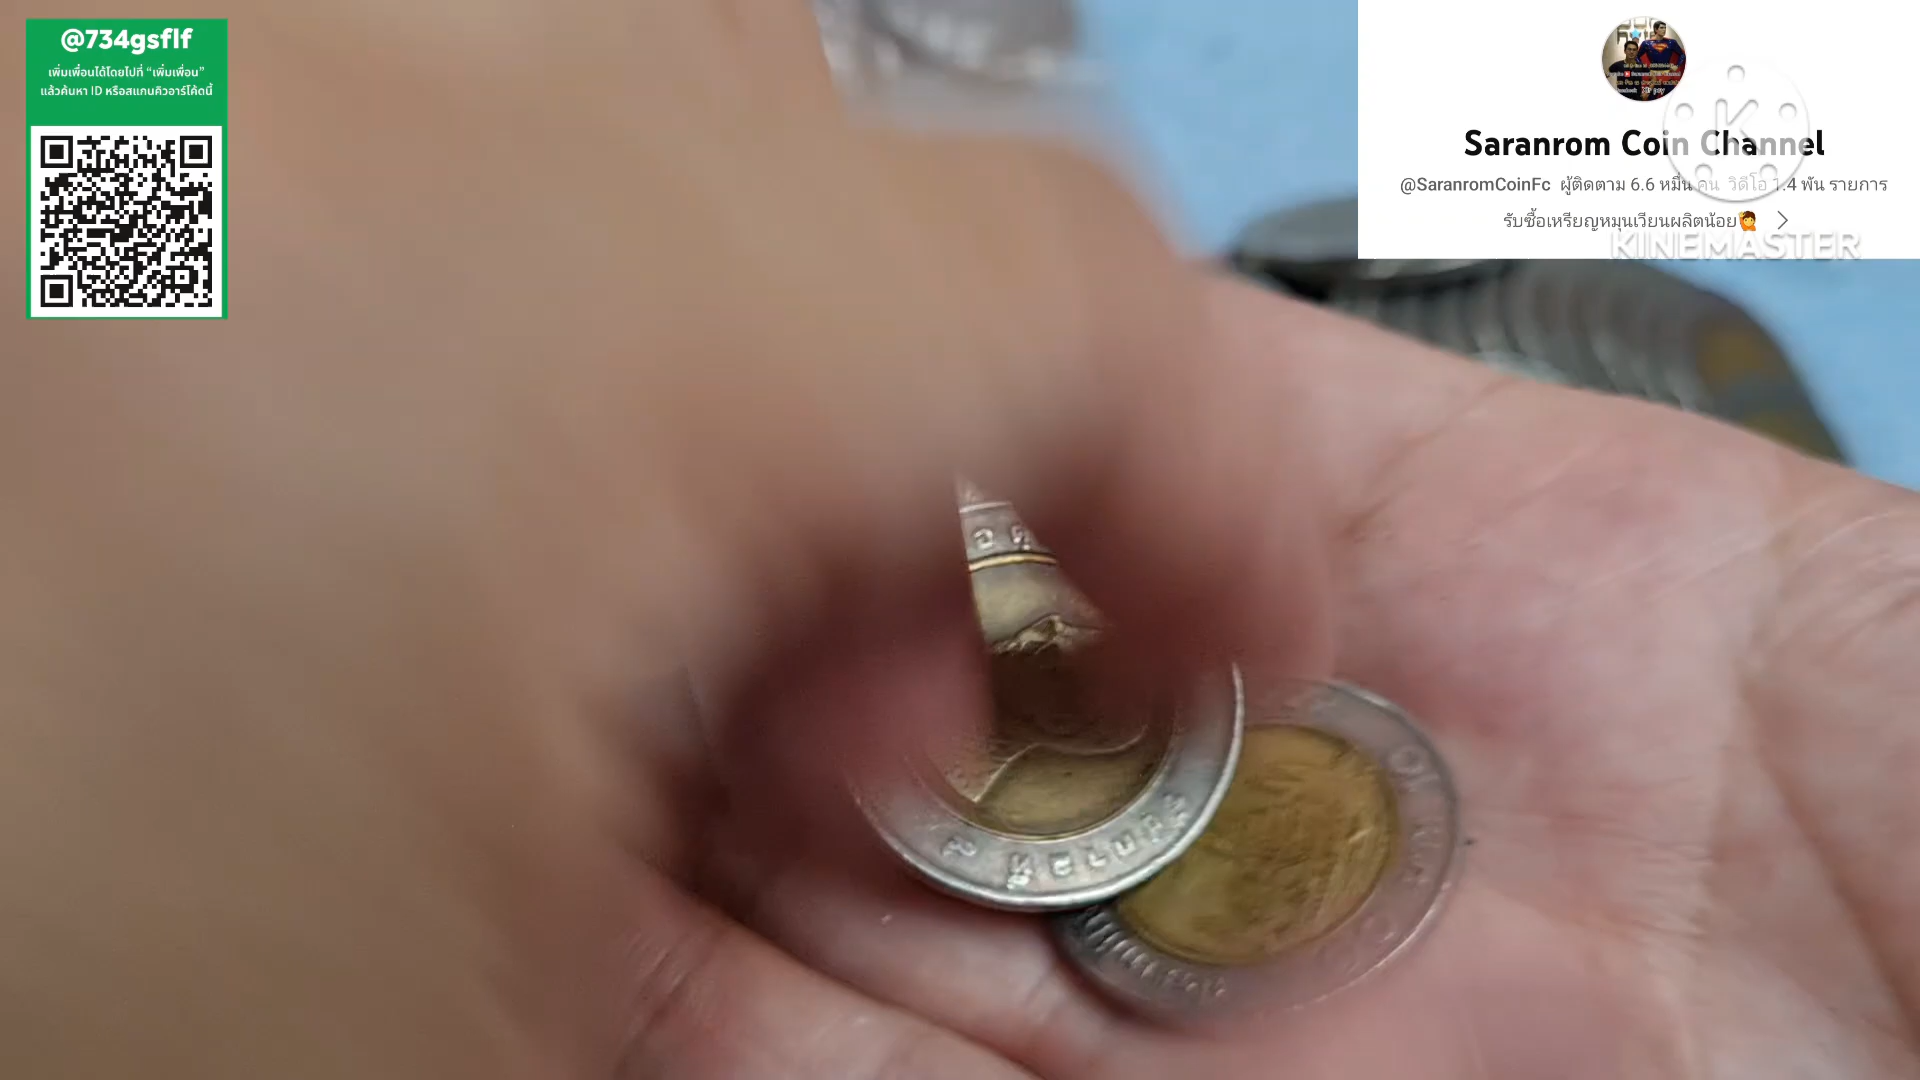 @734gsflf
เพิ่มเพื่อนได้โดยไปที่ “เพิ่มเพื่อน”
แล้วค้นหา ID หรือสแกนคิวอาร์โค้ดนี้
Saranrom Coin Channel
@SaranromCoinFc ผู้ติดตาม 6.6 หมื่น คน วิดีโอ 1.4 พัน รายการ
รับซื้อเหรียญหมุนเวียนผลิตน้อย🙋
K
KINEMASTER